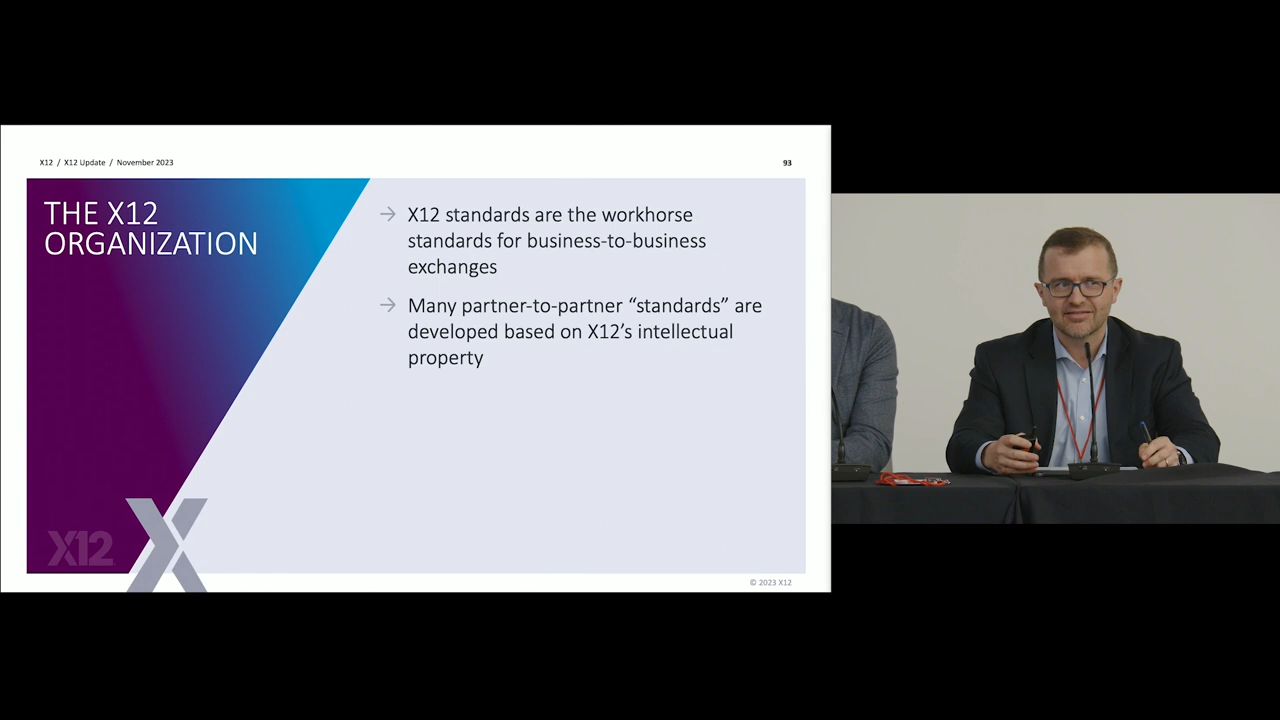 X12 / X12 Update / November 2023
93
THE X12
ORGANIZATION
→ X12 standards are the workhorse
standards for business-to-business
exchanges
→ Many partner-to-partner “standards” are
developed based on X12’s intellectual
property
X12
X
© 2023 X12